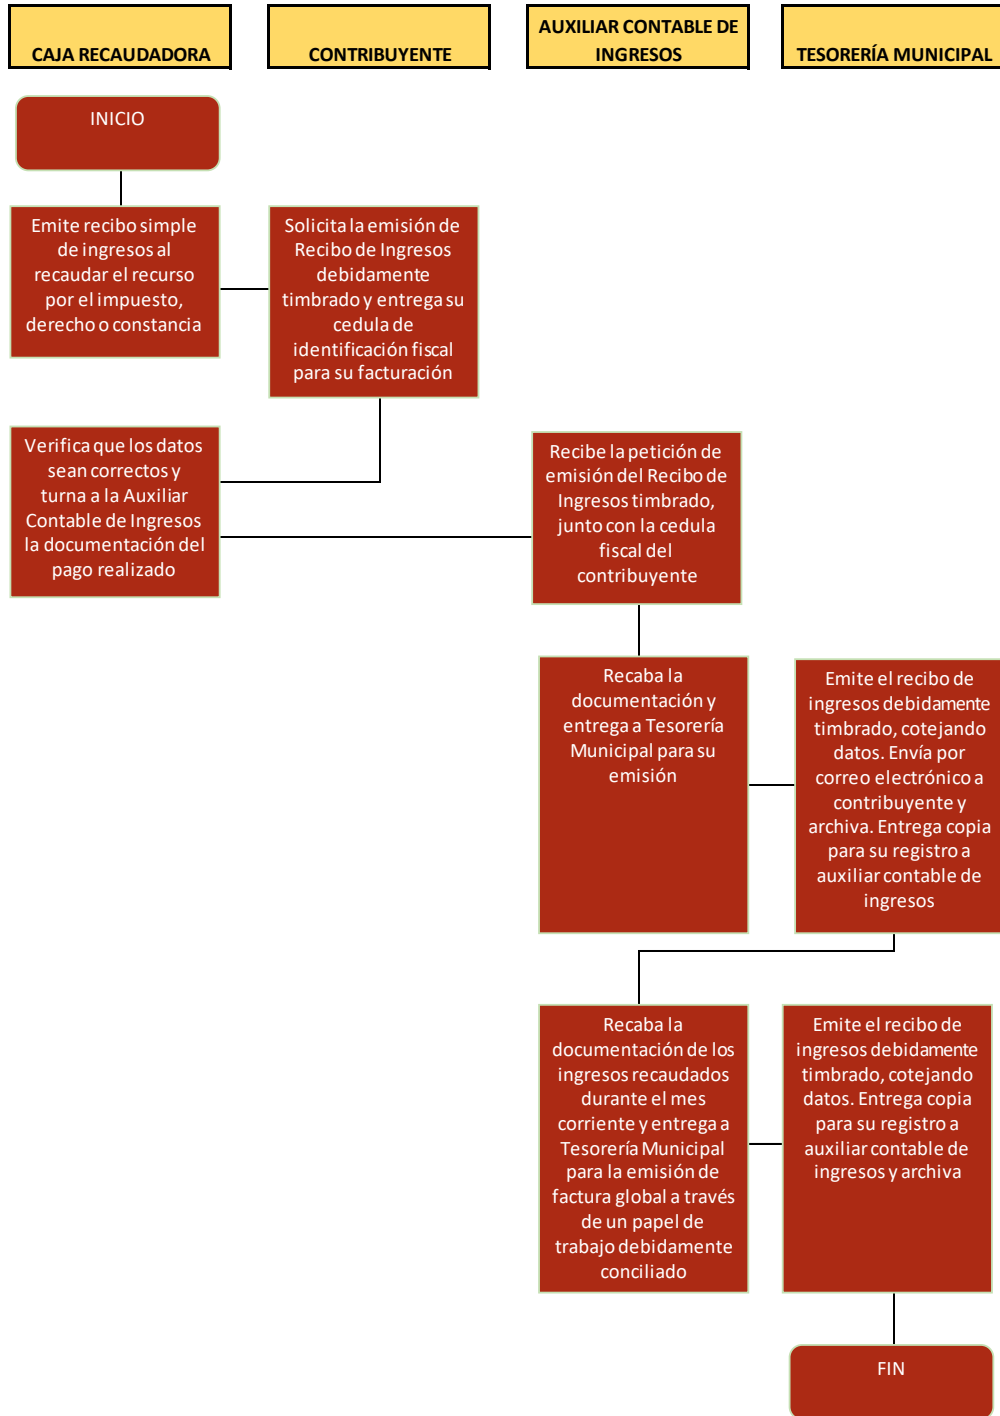 CAJA RECAUDADORA
CONTRIBUYENTE
AUXILIAR CONTABLE DE
INGRESOS
TESORERÍA MUNICIPAL
INICIO
Emite recibo simple
de ingresos al
recaudar el recurso
por el impuesto,
derecho o constancia
Solicita la emisión de
Recibo de Ingresos
debidamente
timbrado y entrega su
cedula de
identificación fiscal
para su facturación
Verifica que los datos
sean correctos y
turna a la Auxiliar
Contable de Ingresos
la documentación del
pago realizado
Recibe la petición de
emisión del Recibo de
Ingresos timbrado,
junto con la cedula
fiscal del
contribuyente
Recaba la
documentación y
entrega a Tesorería
Municipal para su
emisión
Emite el recibo de
ingresos debidamente
timbrado, cotejando
datos. Envía por
correo electrónico a
contribuyente y
archiva. Entrega copia
para su registro a
auxiliar contable de
ingresos
Recaba la
documentación de los
ingresos recaudados
durante el mes
corriente y entrega a
Tesorería Municipal
para la emisión de
factura global a través
de un papel de
trabajo debidamente
conciliado
Emite el recibo de
ingresos debidamente
timbrado, cotejando
datos. Entrega copia
para su registro a
auxiliar contable de
ingresos y archiva
FIN